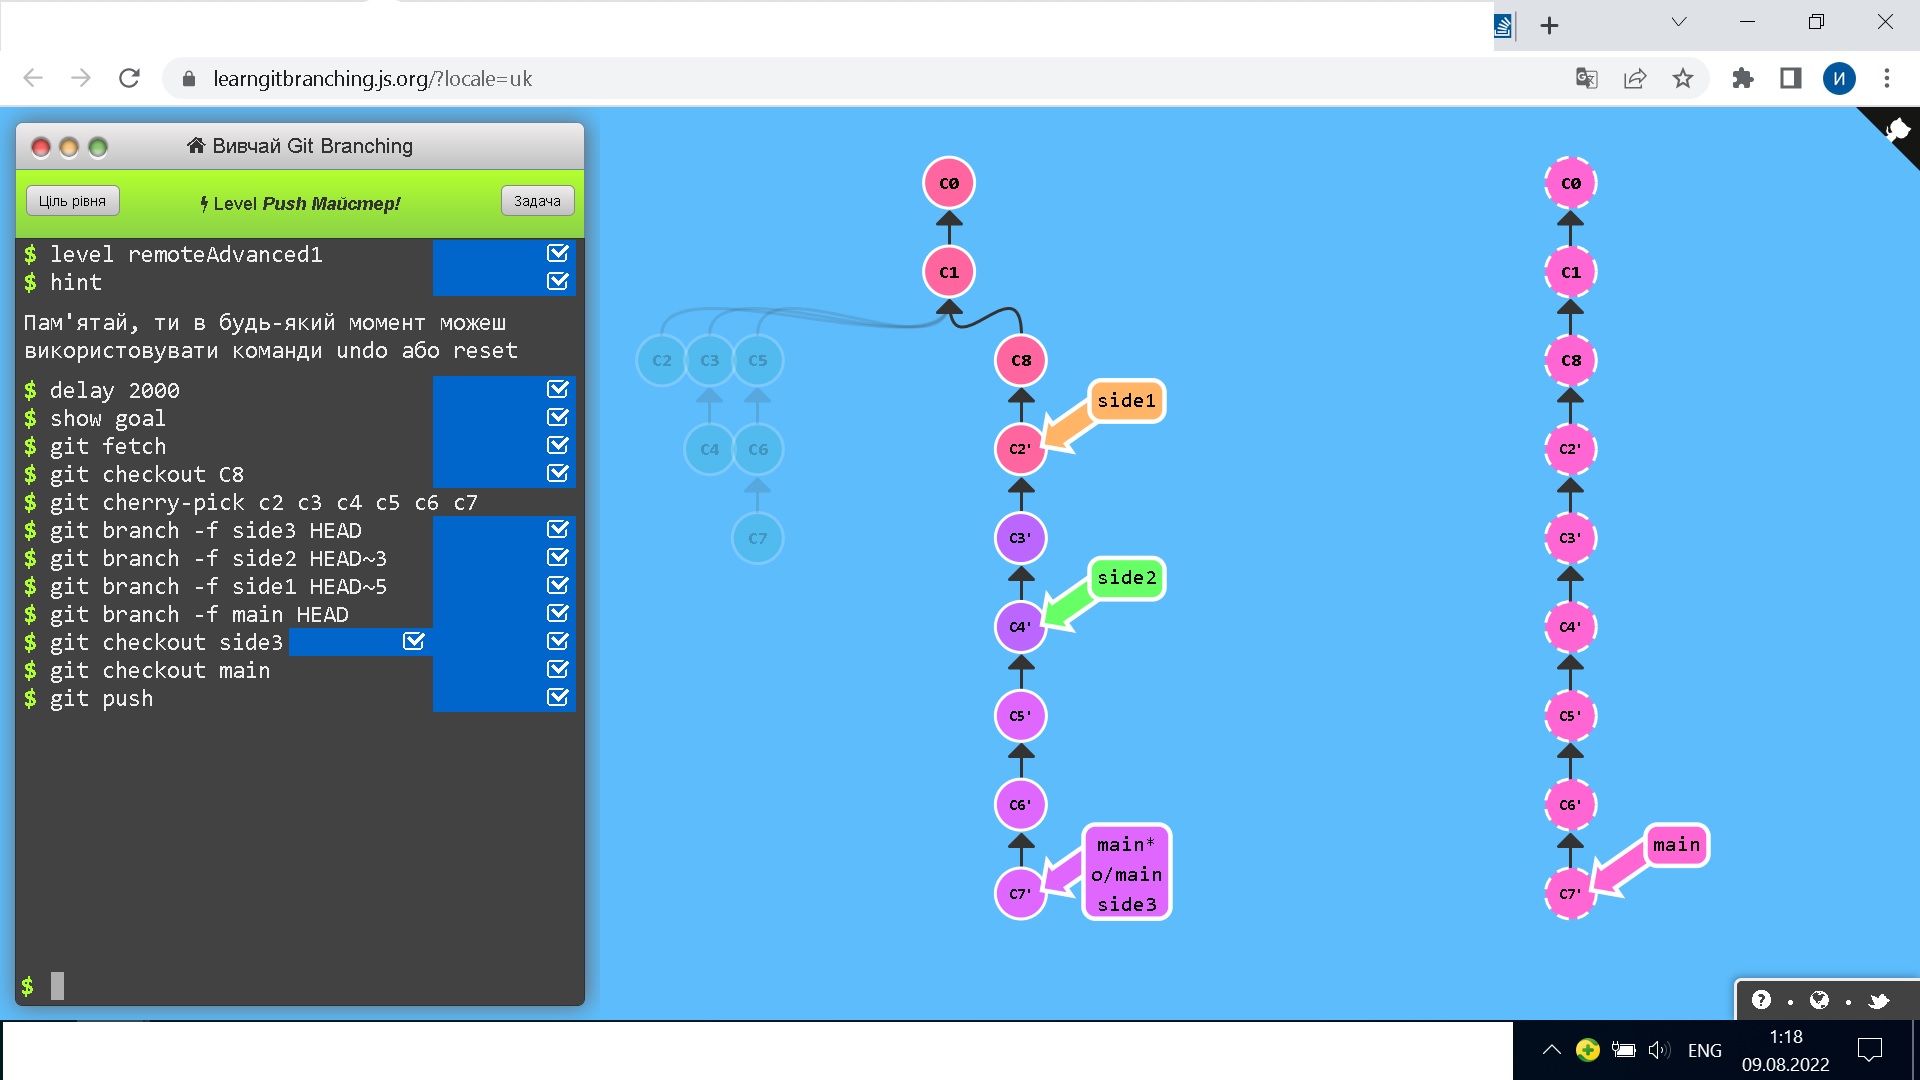 learngitbranching.js.org/?locale=uk
И
Вивчай Git Branching
Ціль рівня
Level Push Майстер!
Задача
$ level remoteAdvanced1
$ hint
Пам'ятай, ти в будь-який момент можеш
використовувати команди undo або reset
$ delay 2000
$ show goal
$ git fetch
$ git checkout C8
$ git cherry-pick c2 c3 c4 c5 c6 c7
$ git branch -f side3 HEAD
$ git branch -f side2 HEAD~3
$ git branch -f side1 HEAD~5
$ git branch -f main HEAD
$ git checkout side3
$ git checkout main
$ git push
$
C0
C1
C2
C3
C5
C8
C4
C6
C2'
side1
C7
C3'
side2
C4'
C5'
C6'
main*
o/main
side3
C7'
C0
C1
C8
C2'
C3'
C4'
C5'
C6'
main
C7'
ENG
1:18
09.08.2022